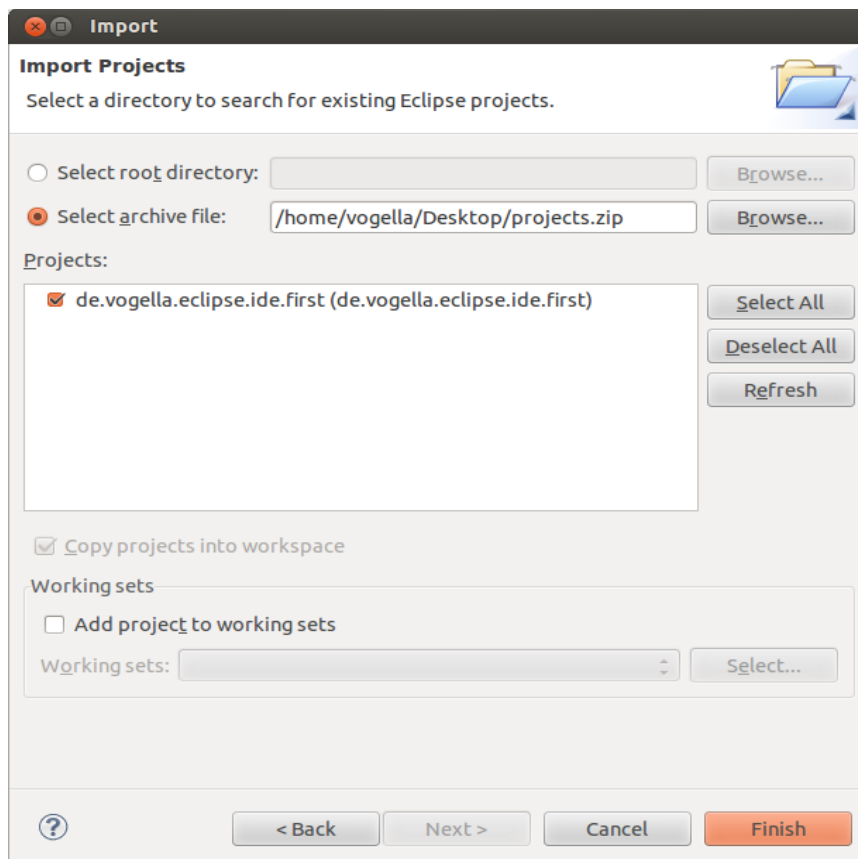 Import
Import Projects
Select a directory to search for existing Eclipse projects.
Select root directory: Browse...
Select archive file: /home/vogella/Desktop/projects.zip Browse...
Projects:
de.vogella.eclipse.ide.first (de.vogella.eclipse.ide.first) Select All
Deselect All
Refresh
Copy projects into workspace
Working sets
Add project to working sets
Working sets: Select...
? < Back Next > Cancel Finish